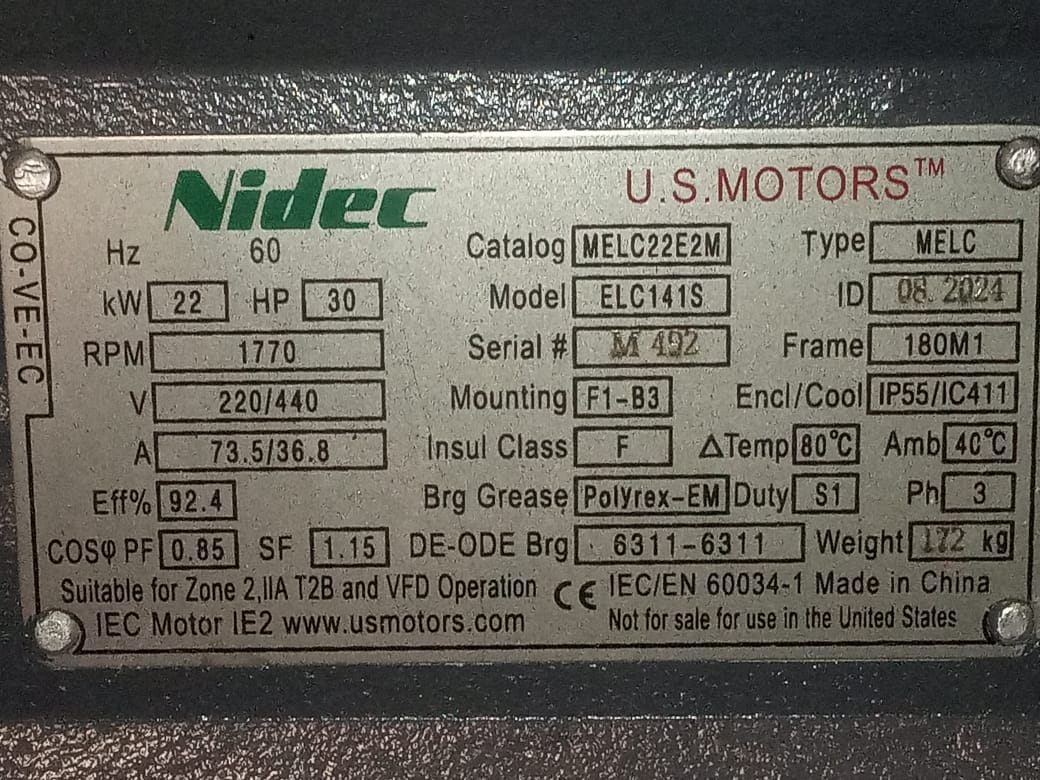 Nidec U.S.MOTORS™
CO-VE-EC
Hz 60 Catalog MELC22E2M Type MELC
kW 22 HP 30 Model ELC141S ID 08.2024
RPM 1770 Serial # M 492 Frame 180M1
V 220/440 Mounting F1-B3 Encl/Cool IP55/IC411
A 73.5/36.8 Insul Class F ΔTemp 80°C Amb 40°C
Eff% 92.4 Brg Grease Polyrex-EM Duty S1 Ph 3
COSφ PF 0.85 SF 1.15 DE-ODE Brg 6311-6311 Weight 172 kg
Suitable for Zone 2,IIA T2B and VFD Operation CE IEC/EN 60034-1 Made in China
IEC Motor IE2 www.usmotors.com Not for sale for use in the United States